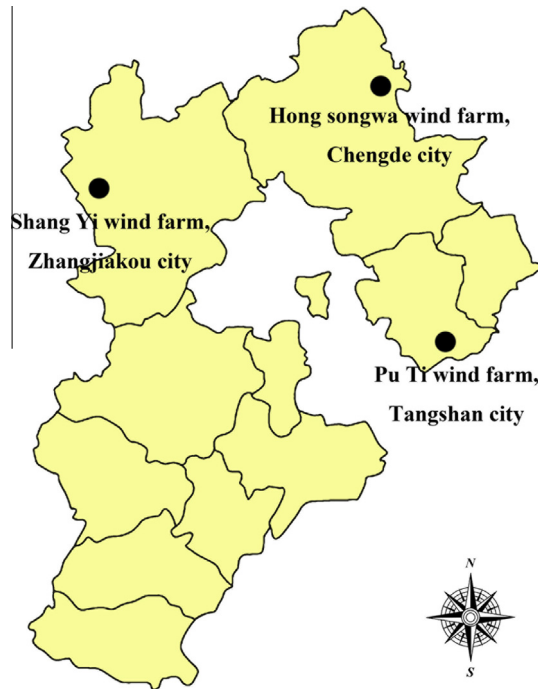 Hong songwa wind farm,
Chengde city
Shang Yi wind farm,
Zhangjiakou city
Pu Ti wind farm,
Tangshan city
N
S